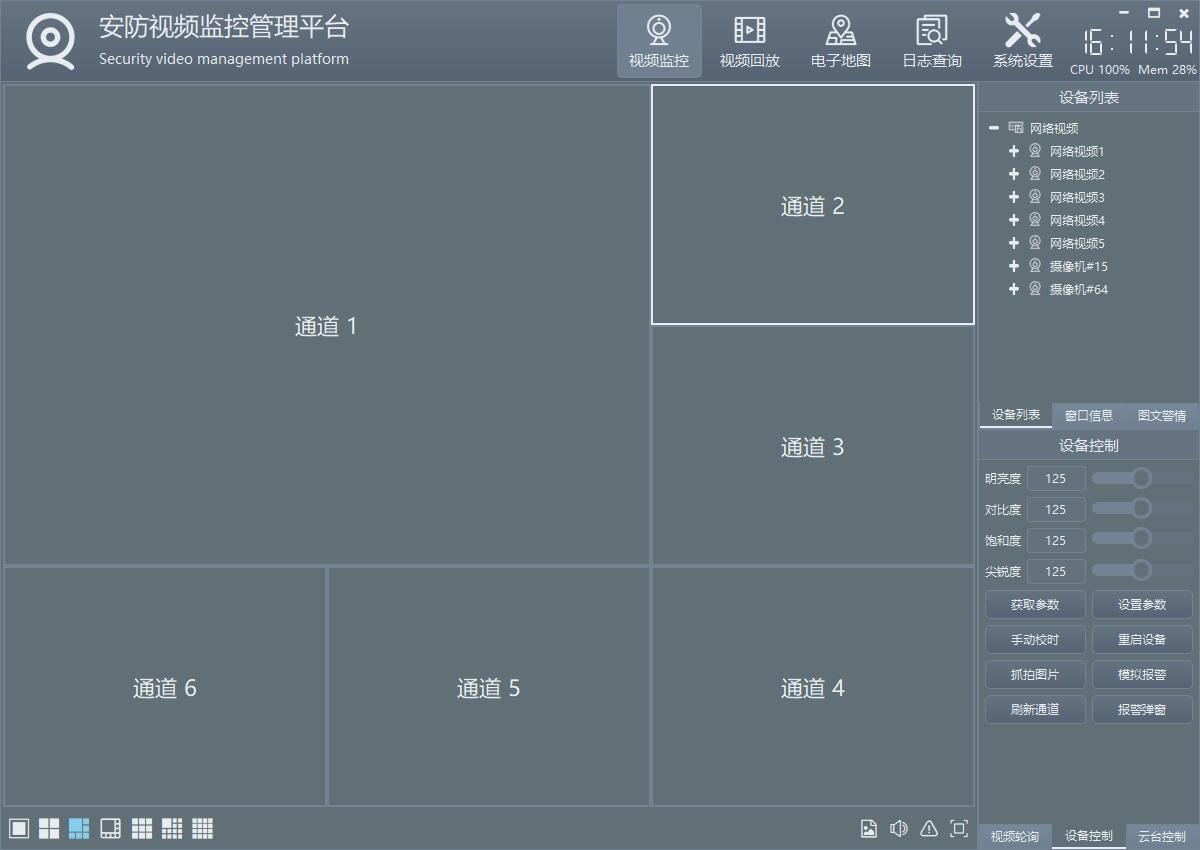 安防视频监控管理平台
Security video management platform
视频监控
视频回放
电子地图
日志查询
系统设置
16:11:54
CPU 100% Mem 28%
通道 1
通道 2
通道 3
通道 6
通道 5
通道 4
设备列表
网络视频
网络视频1
网络视频2
网络视频3
网络视频4
网络视频5
摄像机#15
摄像机#64
设备列表 窗口信息 图文警情
设备控制
明亮度 125
对比度 125
饱和度 125
尖锐度 125
获取参数 设置参数
手动校时 重启设备
抓拍图片 模拟报警
刷新通道 报警弹窗
视频轮询 设备控制 云台控制